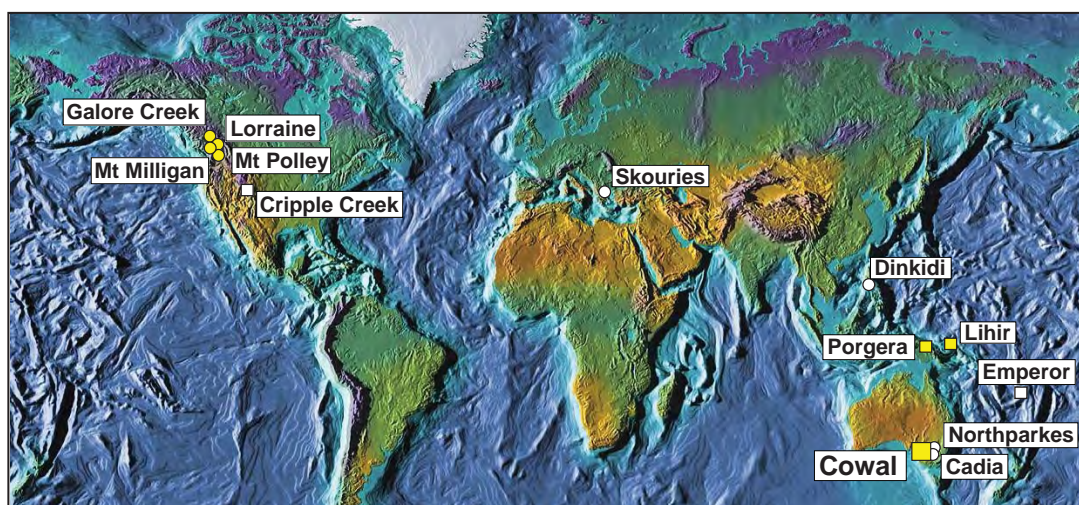 Galore Creek
Lorraine
Mt Polley
Mt Milligan
Cripple Creek
Skouries
Dinkidi
Lihir
Porgera
Emperor
Northparkes
Cowal
Cadia